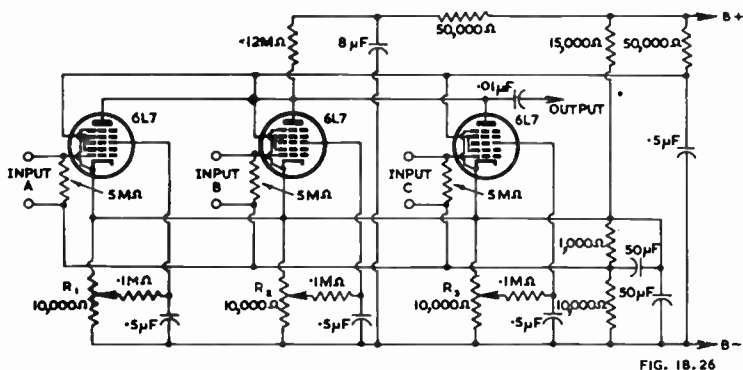 B+
·12MΩ
8μF
50,000Ω
15,000Ω
50,000Ω
·01μF
OUTPUT
6L7
6L7
6L7
·5μF
INPUT
A
INPUT
B
INPUT
C
5MΩ
5MΩ
5MΩ
1,000Ω
50μF
R1
10,000Ω
·1MΩ
·5μF
R2
10,000Ω
·1MΩ
·5μF
R3
10,000Ω
·1MΩ
·5μF
10,000Ω
50μF
B–
FIG. 18.26